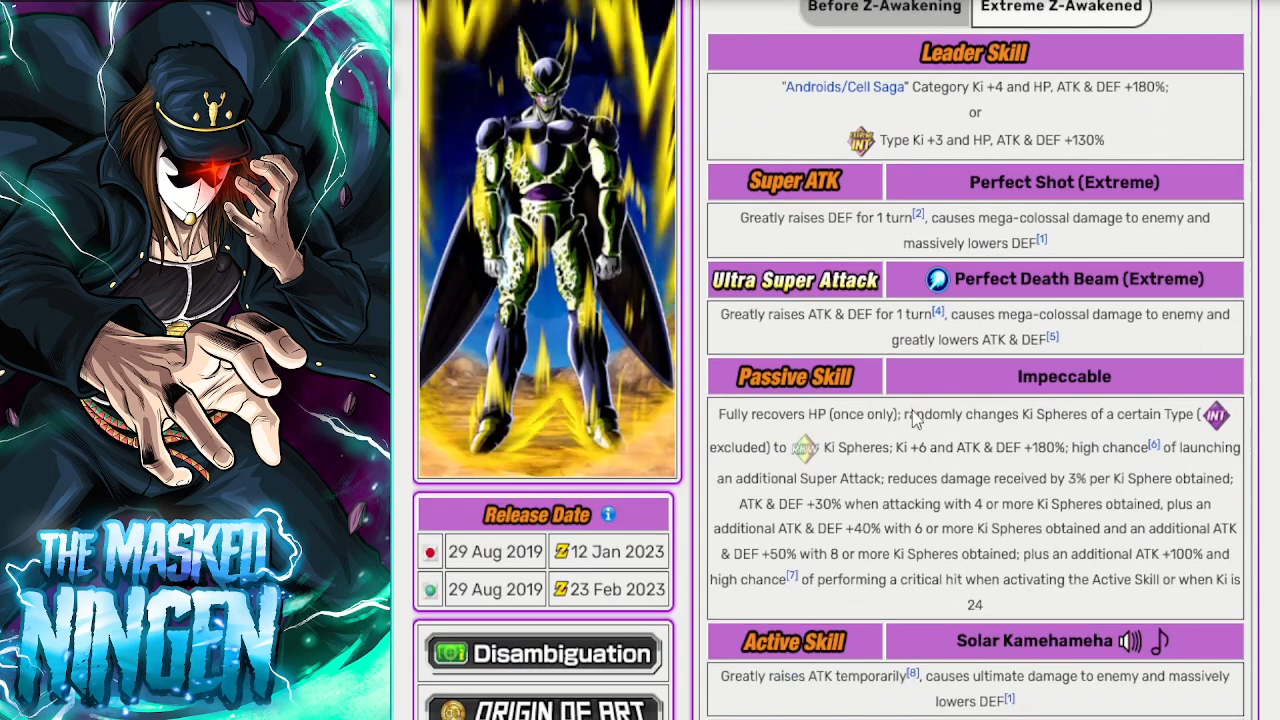 THE MASKED
NINGEN
Before Z-Awakening
Extreme Z-Awakened
Leader Skill
"Androids/Cell Saga" Category Ki +4 and HP, ATK & DEF +180%;
or
EXTREME INT Type Ki +3 and HP, ATK & DEF +130%
Super ATK
Perfect Shot (Extreme)
Greatly raises DEF for 1 turn[2], causes mega-colossal damage to enemy and
massively lowers DEF[1]
Ultra Super Attack
Perfect Death Beam (Extreme)
Greatly raises ATK & DEF for 1 turn[4], causes mega-colossal damage to enemy and
greatly lowers ATK & DEF[5]
Passive Skill
Impeccable
Fully recovers HP (once only); randomly changes Ki Spheres of a certain Type ( INT
excluded) to RNBW Ki Spheres; Ki +6 and ATK & DEF +180%; high chance[6] of launching
an additional Super Attack; reduces damage received by 3% per Ki Sphere obtained;
ATK & DEF +30% when attacking with 4 or more Ki Spheres obtained, plus an
additional ATK & DEF +40% with 6 or more Ki Spheres obtained and an additional ATK
& DEF +50% with 8 or more Ki Spheres obtained; plus an additional ATK +100% and
high chance[7] of performing a critical hit when activating the Active Skill or when Ki is
24
Active Skill
Solar Kamehameha
Greatly raises ATK temporarily[8], causes ultimate damage to enemy and massively
lowers DEF[1]
Release Date i
29 Aug 2019
Z 12 Jan 2023
29 Aug 2019
Z 23 Feb 2023
Disambiguation
ORIGIN OF ART